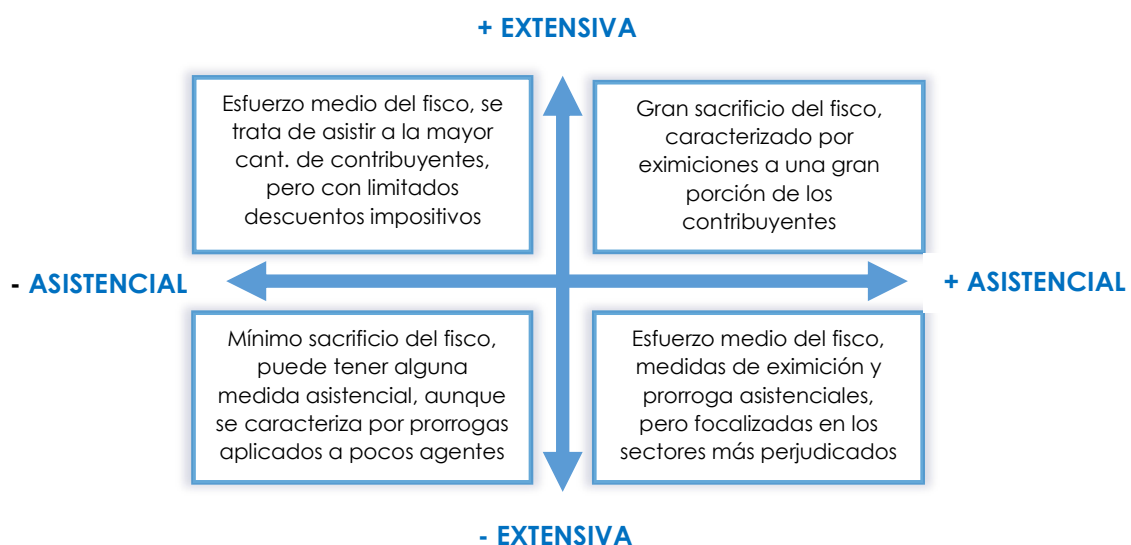 + EXTENSIVA
Esfuerzo medio del fisco, se
trata de asistir a la mayor
cant. de contribuyentes,
pero con limitados
descuentos impositivos
Gran sacrificio del fisco,
caracterizado por
eximiciones a una gran
porción de los
contribuyentes
- ASISTENCIAL
+ ASISTENCIAL
Mínimo sacrificio del fisco,
puede tener alguna
medida asistencial, aunque
se caracteriza por prorrogas
aplicados a pocos agentes
Esfuerzo medio del fisco,
medidas de eximición y
prorroga asistenciales,
pero focalizadas en los
sectores más perjudicados
- EXTENSIVA